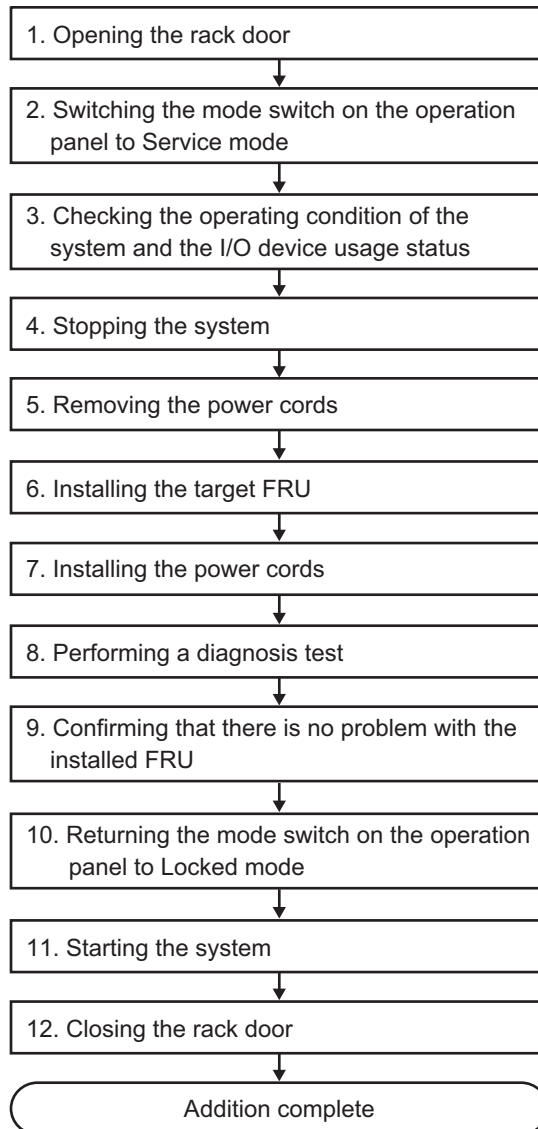 1. Opening the rack door
2. Switching the mode switch on the operation
panel to Service mode
3. Checking the operating condition of the
system and the I/O device usage status
4. Stopping the system
5. Removing the power cords
6. Installing the target FRU
7. Installing the power cords
8. Performing a diagnosis test
9. Confirming that there is no problem with the
installed FRU
10. Returning the mode switch on the operation
panel to Locked mode
11. Starting the system
12. Closing the rack door
Addition complete